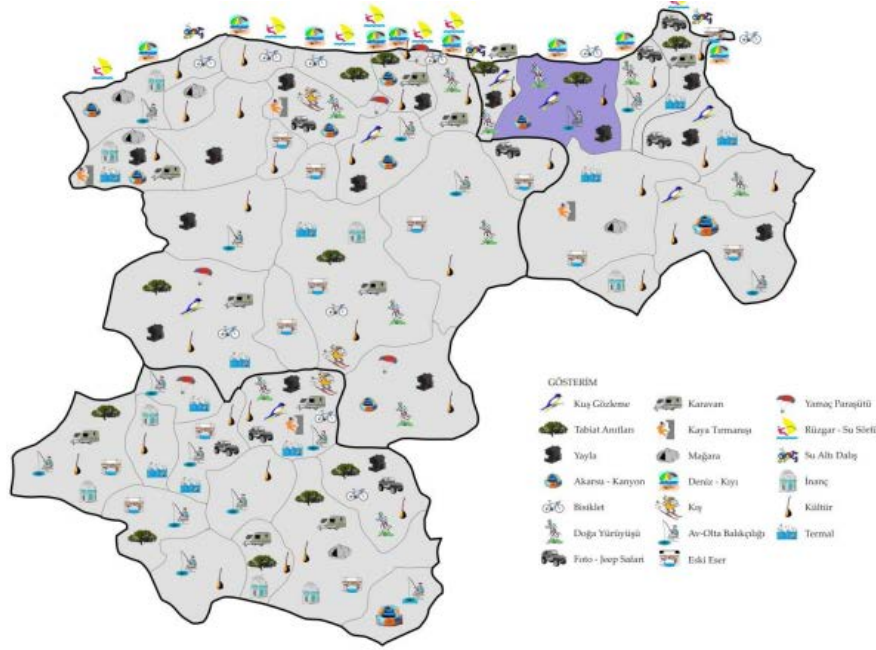 GÖSTERİM
Kuş Gözleme
Karavan
Yamaç Paraşütü
Tabiat Anıtları
Kaya Tırmanışı
Rüzgar - Su Sörfü
Yayla
Mağara
Su Altı Dalış
Akarsu - Kanyon
Deniz - Kıyı
İnanç
Bisiklet
Kış
Kültür
Doğa Yürüyüşü
Av-Olta Balıkçılığı
Termal
Foto - Jeep Safari
Eski Eser